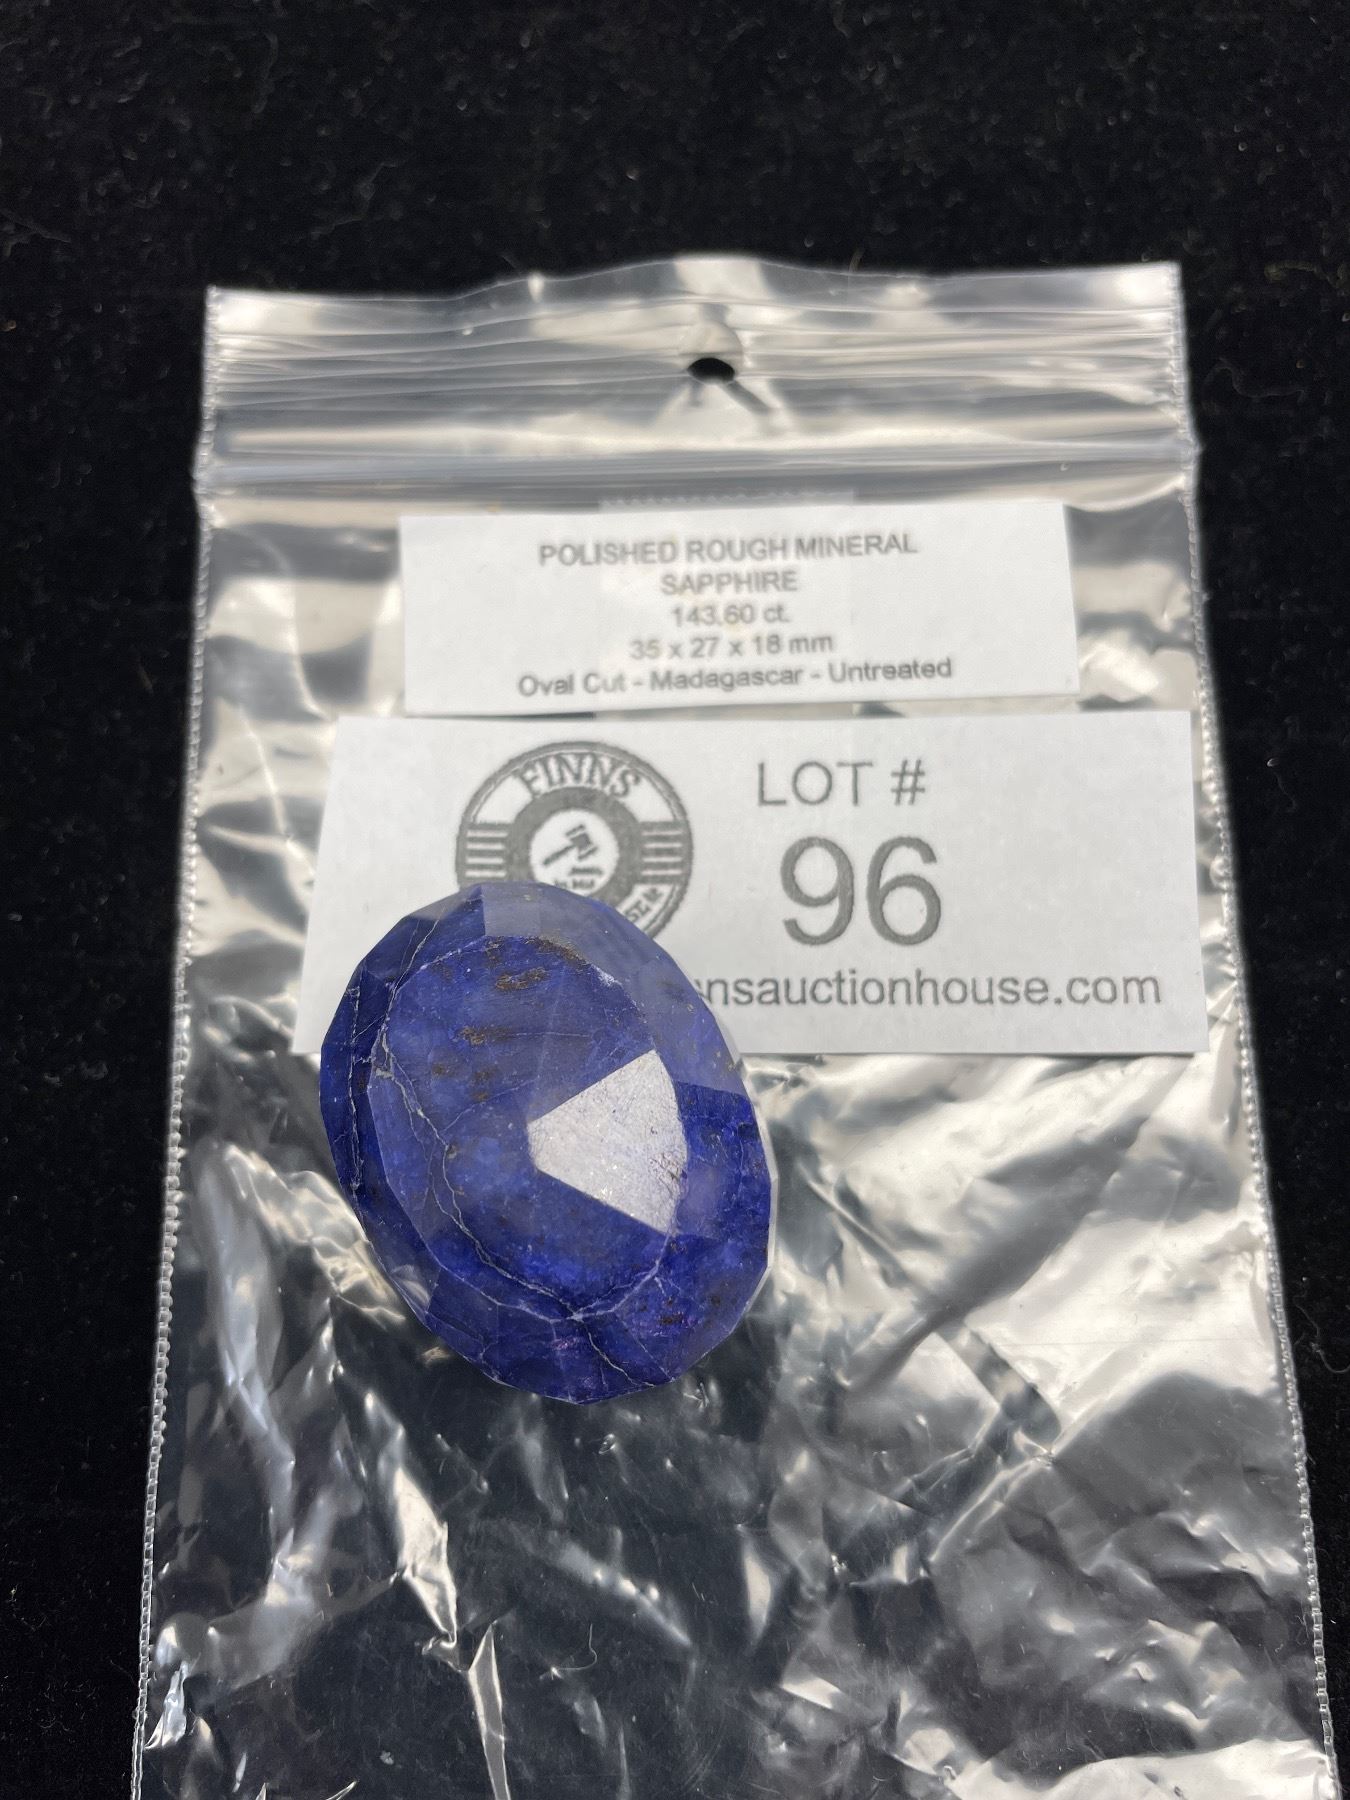 POLISHED ROUGH MINERAL
SAPPHIRE
143.60 ct.
35 x 27 x 18 mm
Oval Cut - Madagascar - Untreated
FINNS
LOT #
96
nsauctionhouse.com